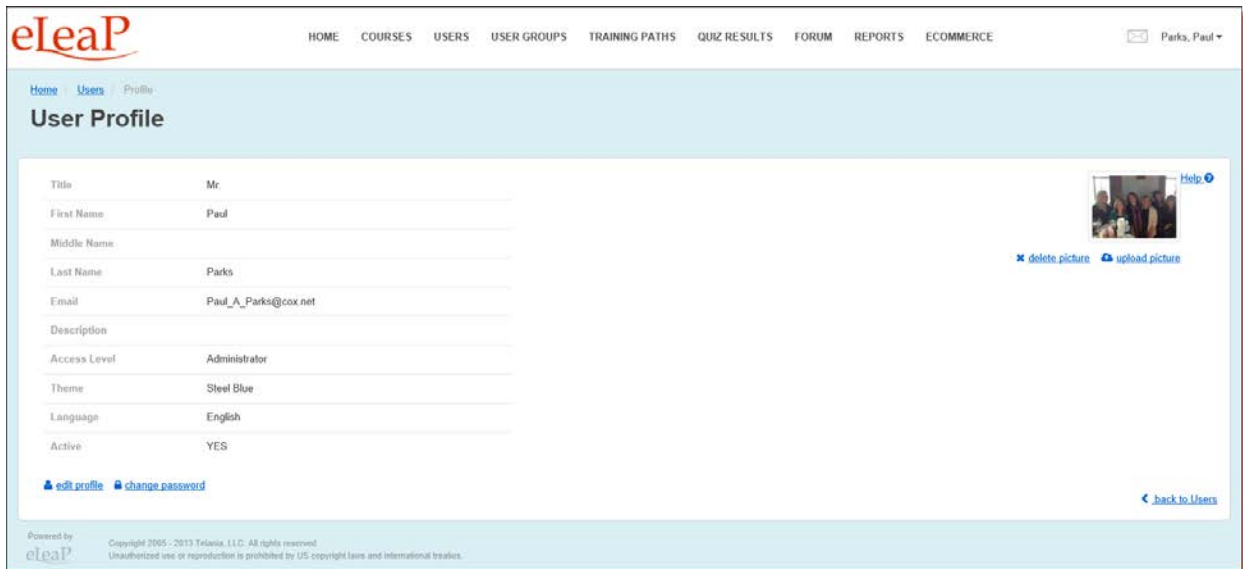 eLeaP
HOME COURSES USERS USER GROUPS TRAINING PATHS QUIZ RESULTS FORUM REPORTS ECOMMERCE Parks, Paul
Home Users Profile
User Profile
Help
Title Mr.
First Name Paul
Middle Name
delete picture upload picture
Last Name Parks
Email Paul_A_Parks@cox.net
Description
Access Level Administrator
Theme Steel Blue
Language English
Active YES
edit profile change password
back to Users
Powered by
eLeaP
Copyright 2005 - 2013 Telania, LLC. All rights reserved
Unauthorized use or reproduction is prohibited by US copyright laws and international treaties.